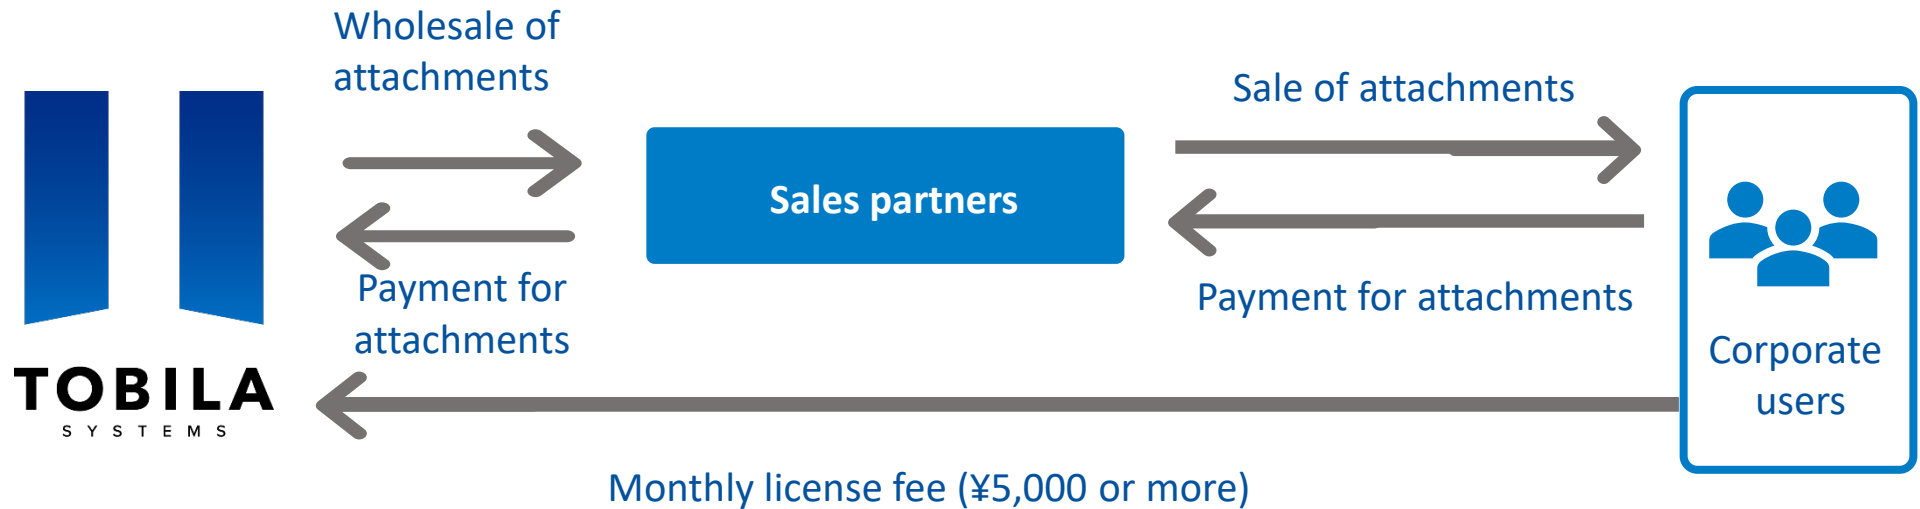 Wholesale of
attachments
Sale of attachments
Sales partners
Payment for
attachments
Payment for attachments
Corporate
users
TOBILA
SYSTEMS
Monthly license fee (¥5,000 or more)